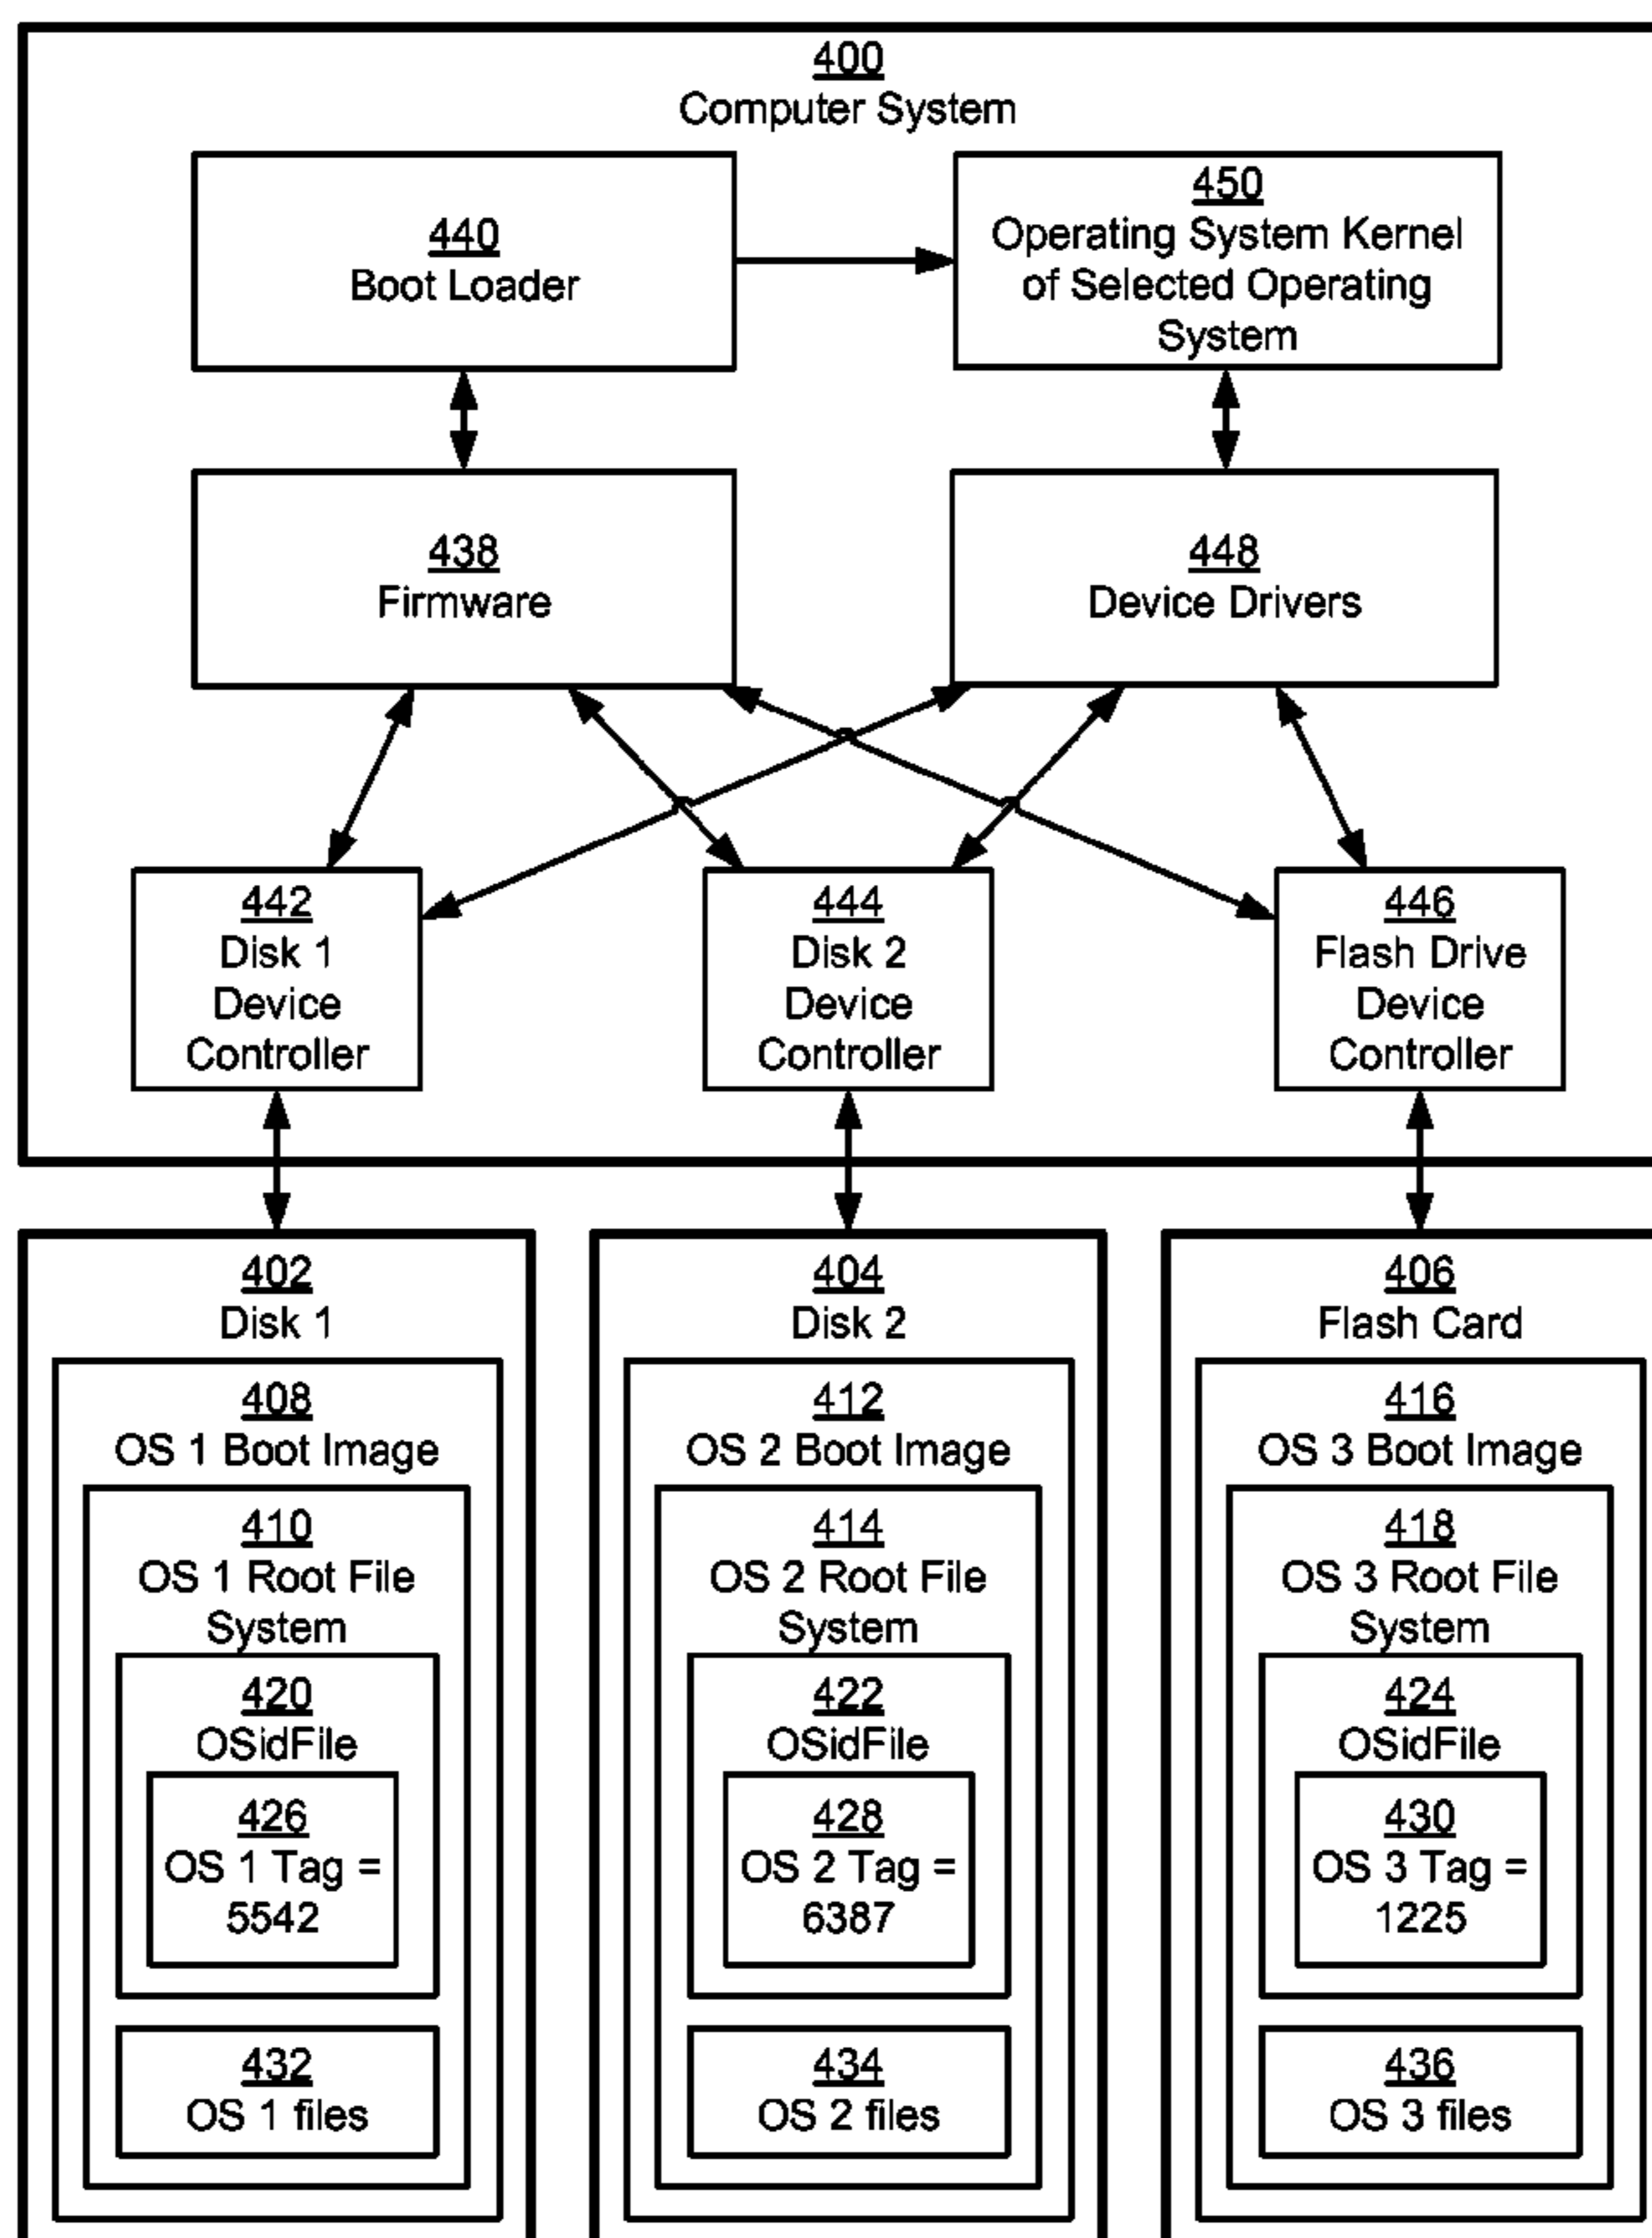 400
Computer System
440
Boot Loader
450
Operating System Kernel
of Selected Operating
System
438
Firmware
448
Device Drivers
442
Disk 1
Device
Controller
444
Disk 2
Device
Controller
446
Flash Drive
Device
Controller
402
Disk 1
408
OS 1 Boot Image
410
OS 1 Root File
System
420
OSidFile
426
OS 1 Tag =
5542
432
OS 1 files
404
Disk 2
412
OS 2 Boot Image
414
OS 2 Root File
System
422
OSidFile
428
OS 2 Tag =
6387
434
OS 2 files
406
Flash Card
416
OS 3 Boot Image
418
OS 3 Root File
System
424
OSidFile
430
OS 3 Tag =
1225
436
OS 3 files